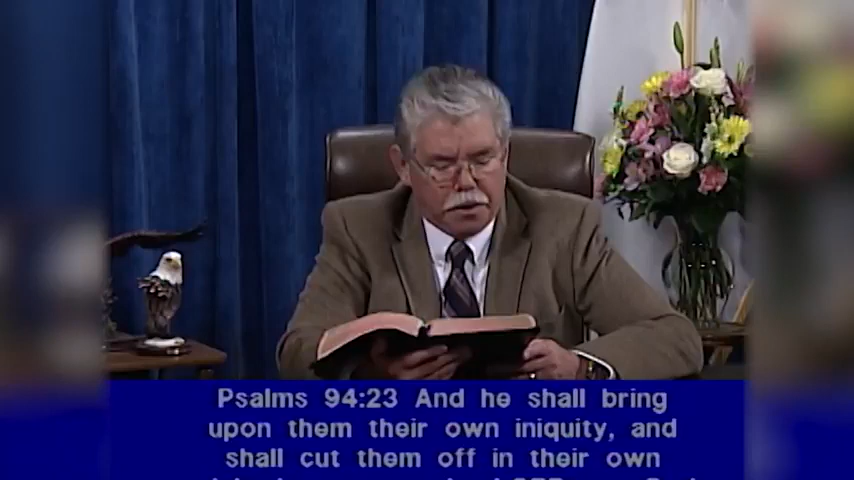 Psalms 94:23 And he shall bring
upon them their own iniquity, and
shall cut them off in their own